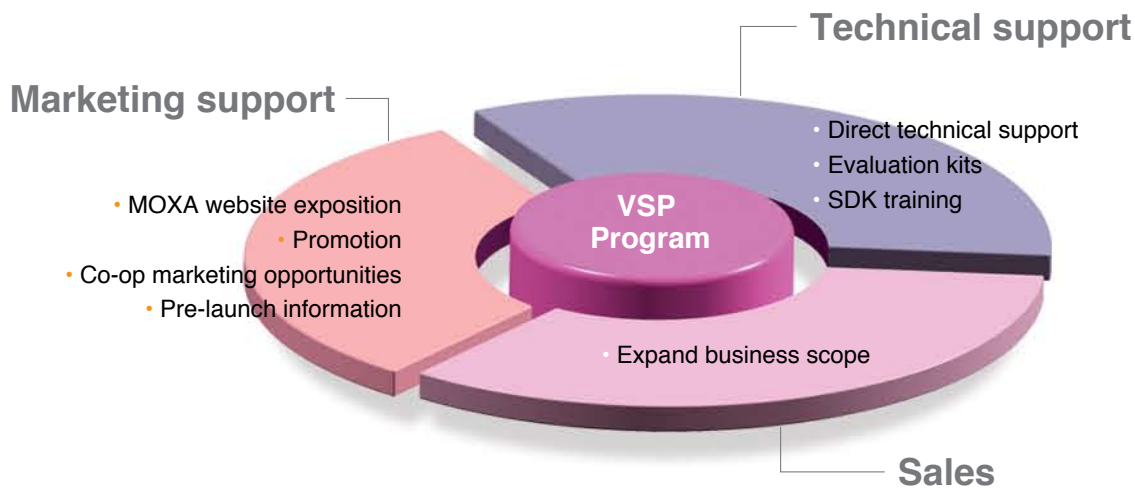 Technical support
• Direct technical support
• Evaluation kits
• SDK training
Marketing support
• MOXA website exposition
• Promotion
• Co-op marketing opportunities
• Pre-launch information
VSP
Program
• Expand business scope
Sales